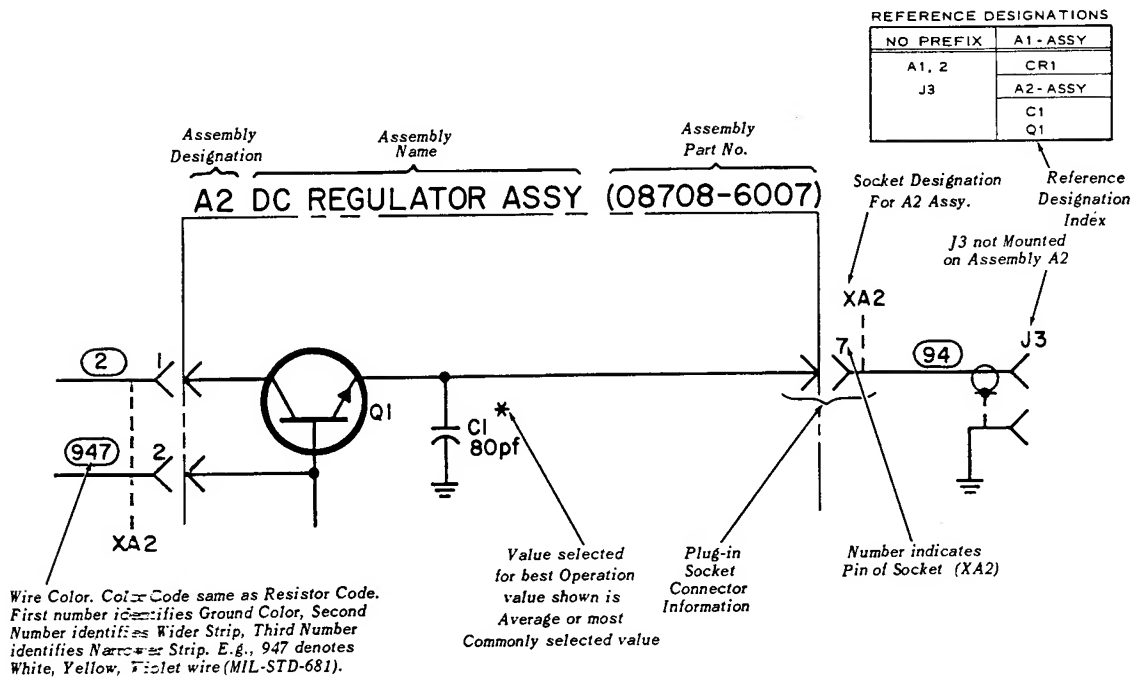 REFERENCE DESIGNATIONS
NO PREFIX
A1-ASSY
A1, 2
J3
CR1
A2-ASSY
C1
Q1
Assembly
Designation
Assembly
Name
Assembly
Part No.
A2 DC REGULATOR ASSY (08708-6007)
Socket Designation
For A2 Assy.
Reference
Designation
Index
J3 not Mounted
on Assembly A2
XA2
2
1
7
94
J3
Q1
C1
80pf
*
947
2
XA2
Value selected
for best Operation
value shown is
Average or most
Commonly selected value
Plug-in
Socket
Connector
Information
Number indicates
Pin of Socket (XA2)
Wire Color. Color Code same as Resistor Code.
First number identifies Ground Color, Second
Number identifies Wider Strip, Third Number
identifies Narrower Strip. E.g., 947 denotes
White, Yellow, Violet wire (MIL-STD-681).